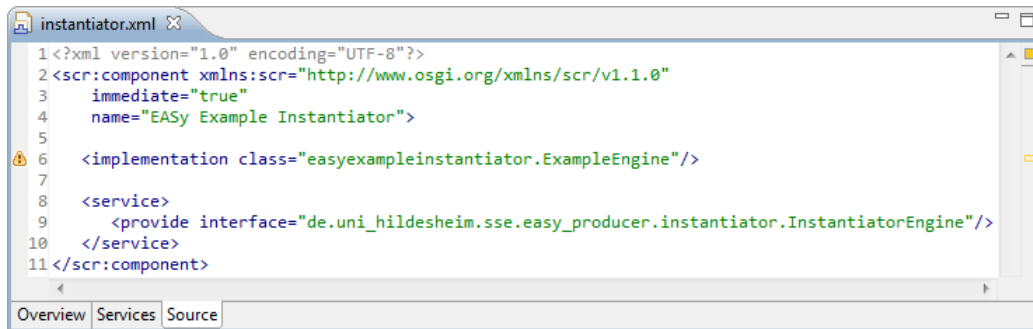 instantiator.xml
1 <?xml version="1.0" encoding="UTF-8"?>
2 <scr:component xmlns:scr="http://www.osgi.org/xmlns/scr/v1.1.0"
3     immediate="true"
4     name="EASy Example Instantiator">
5
6    <implementation class="easyexampleinstantiator.ExampleEngine"/>
7
8    <service>
9       <provide interface="de.uni_hildesheim.sse.easy_producer.instantiator.InstantiatorEngine"/>
10    </service>
11 </scr:component>
Overview Services Source